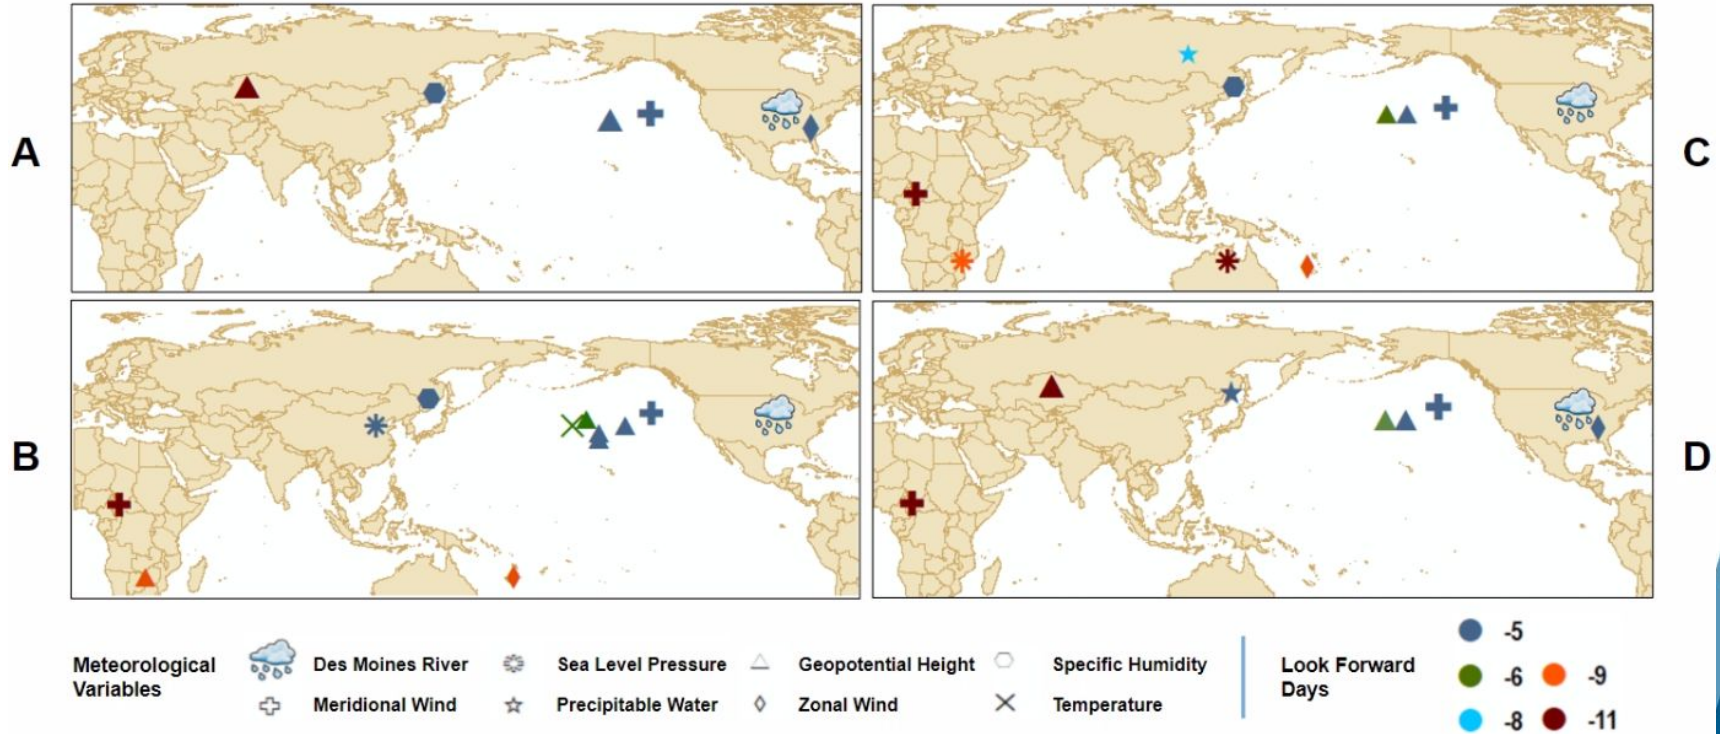 A
C
B
D
Meteorological
Variables
Des Moines River
Sea Level Pressure
Geopotential Height
Specific Humidity
Meridional Wind
Precipitable Water
Zonal Wind
Temperature
Look Forward
Days
-5
-6
-9
-8
-11